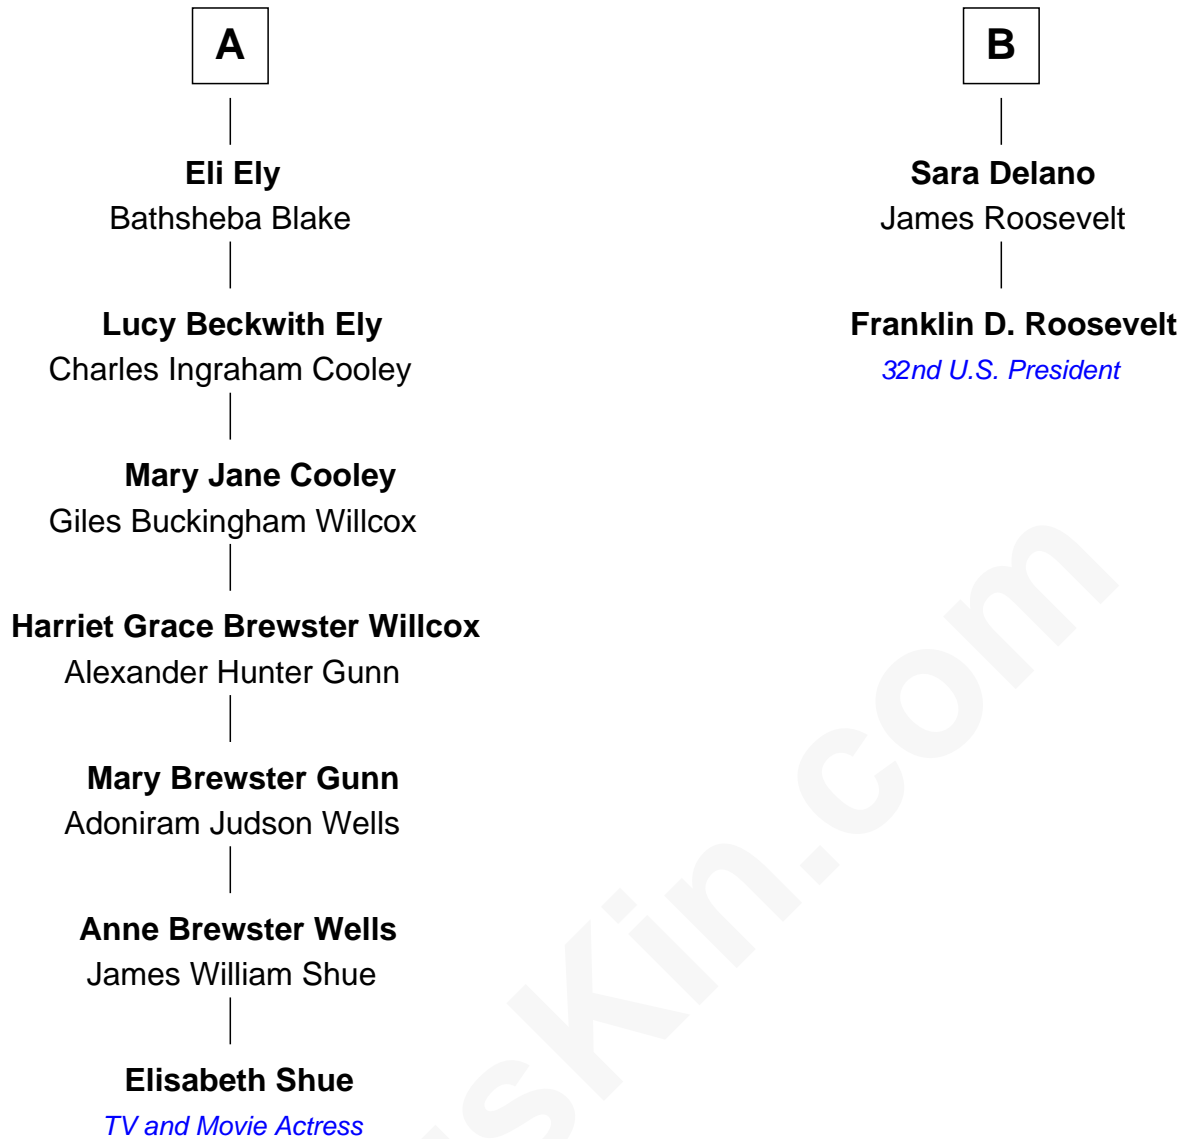 A
Eli Ely
Bathsheba Blake
Lucy Beckwith Ely
Charles Ingraham Cooley
Mary Jane Cooley
Giles Buckingham Willcox
Harriet Grace Brewster Willcox
Alexander Hunter Gunn
Mary Brewster Gunn
Adoniram Judson Wells
Anne Brewster Wells
James William Shue
Elisabeth Shue
TV and Movie Actress
B
Sara Delano
James Roosevelt
Franklin D. Roosevelt
32nd U.S. President
sKin.com